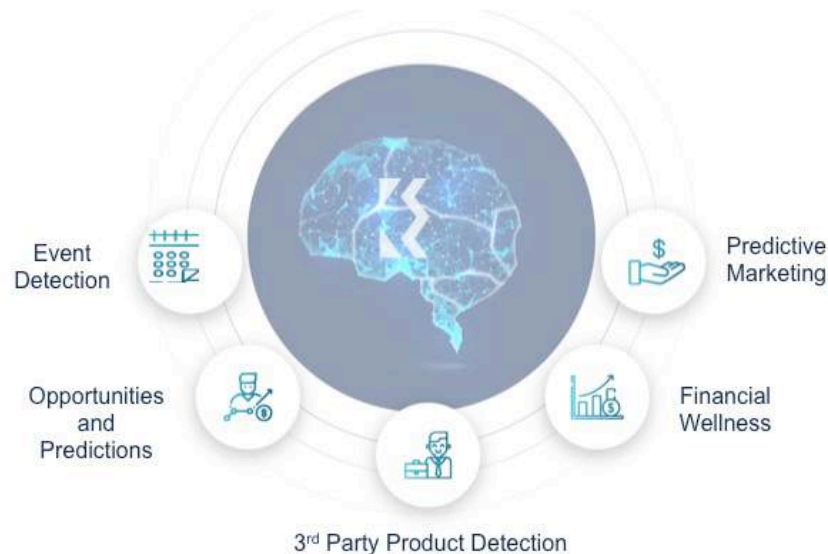 Event
Detection
Opportunities
and
Predictions
3rd Party Product Detection
Financial
Wellness
Predictive
Marketing